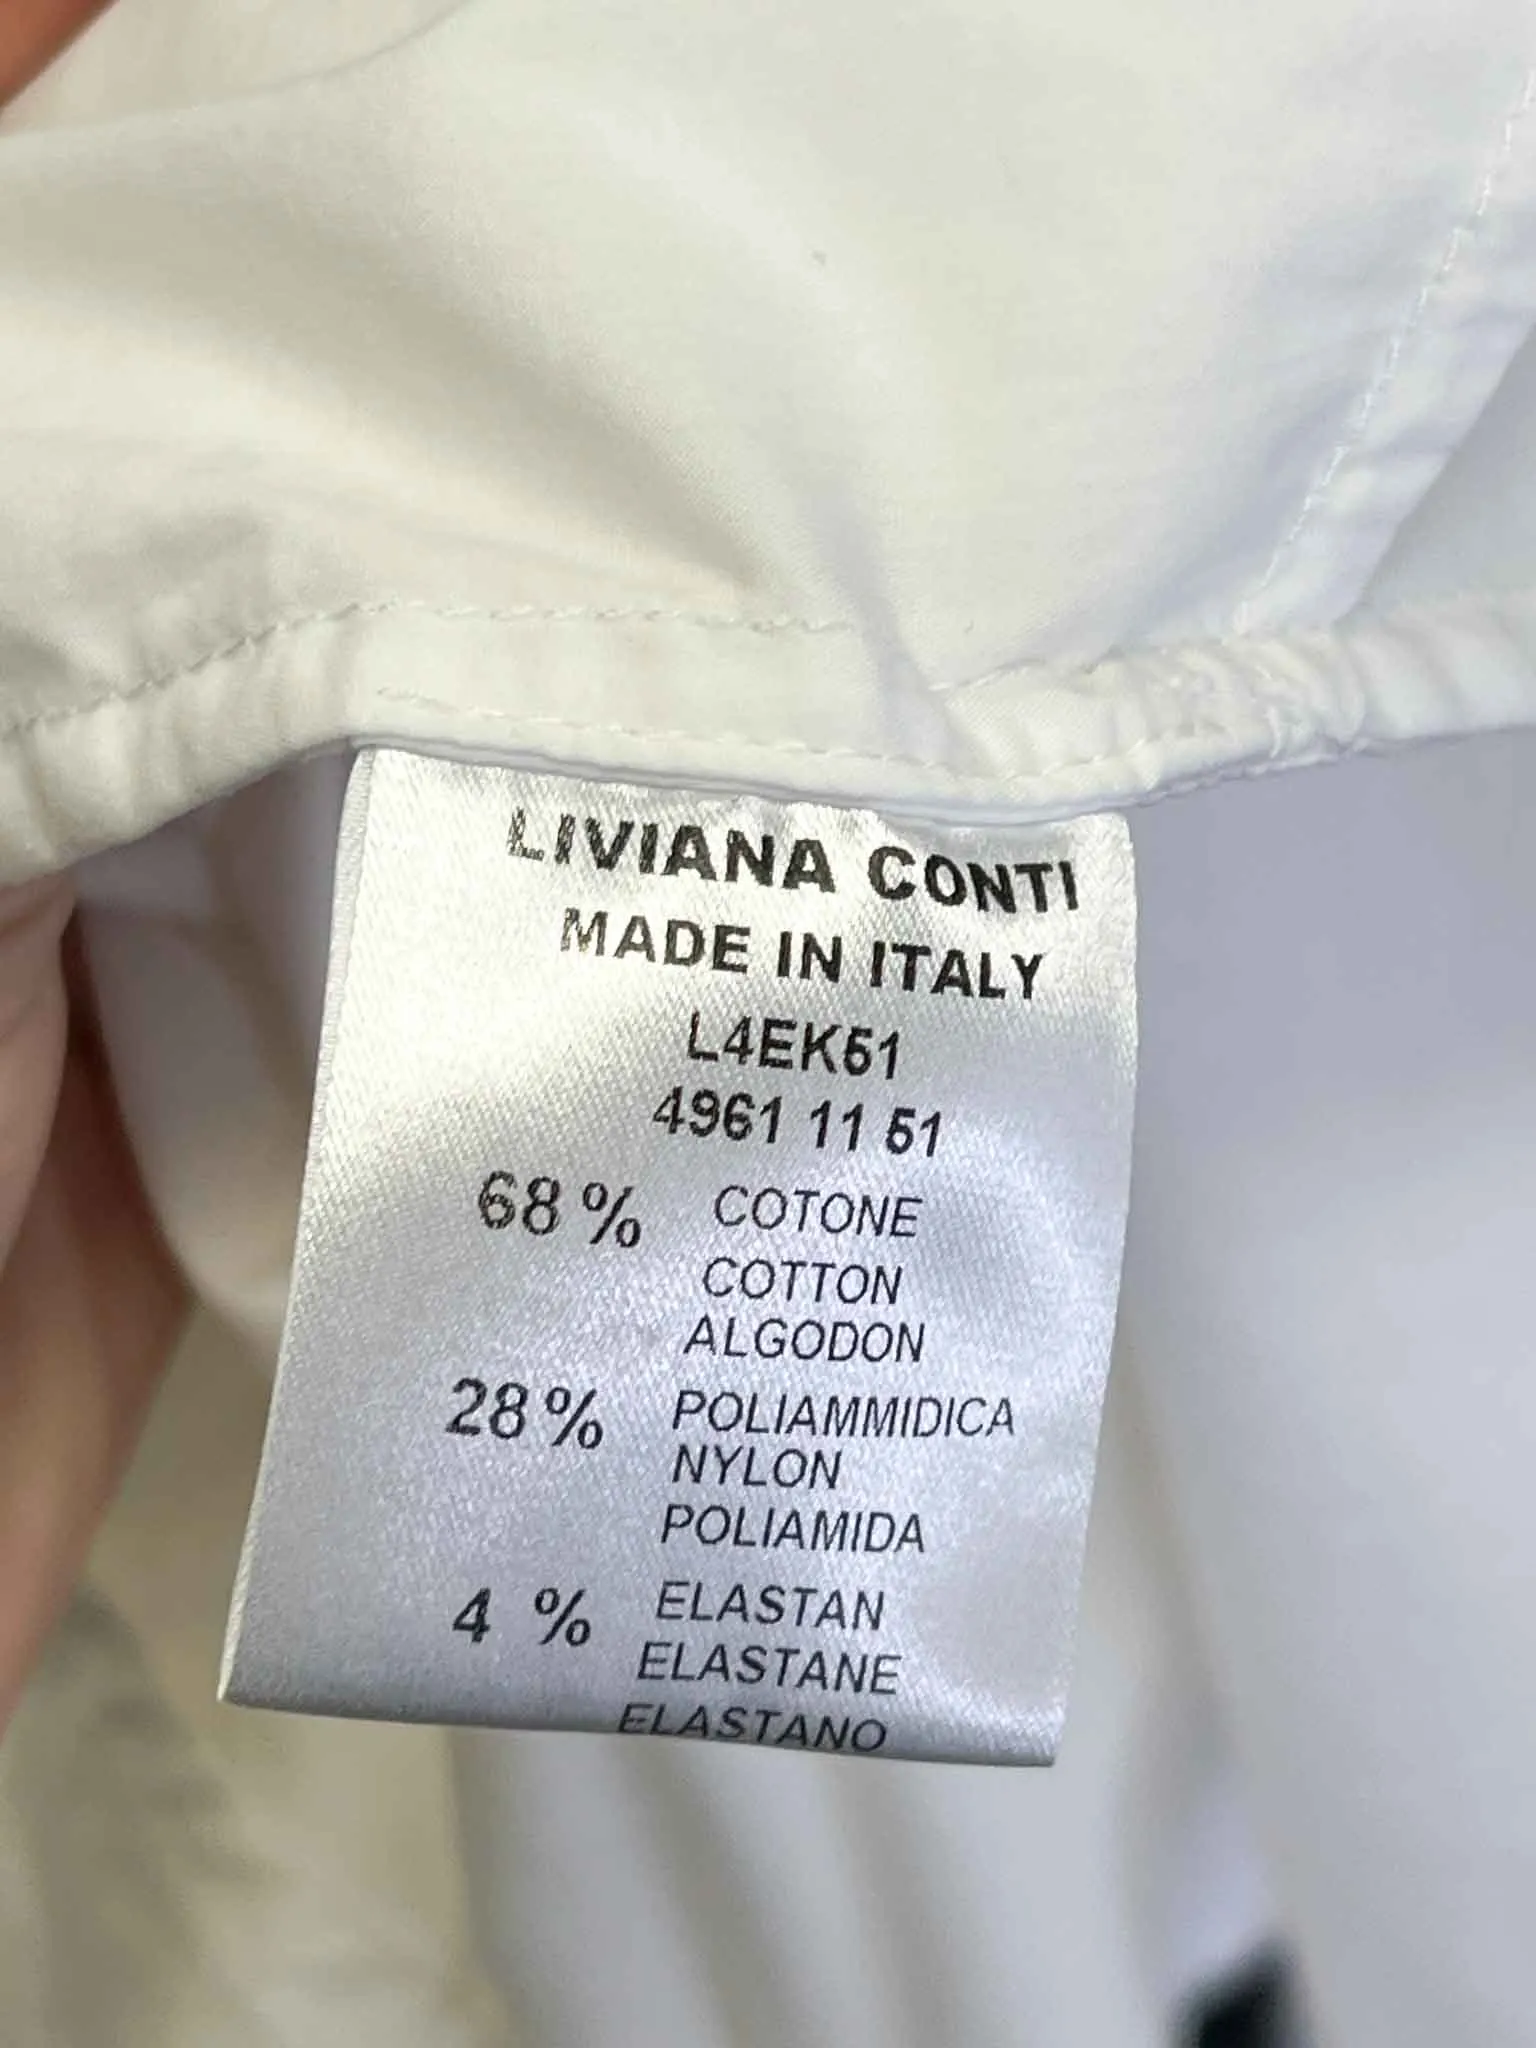 LIVIANA CONTI
MADE IN ITALY
L4EK51
4961 11 51
68 % COTONE
COTTON
ALGODON
28 % POLIAMMIDICA
NYLON
POLIAMIDA
4 % ELASTAN
ELASTANE
ELASTANO